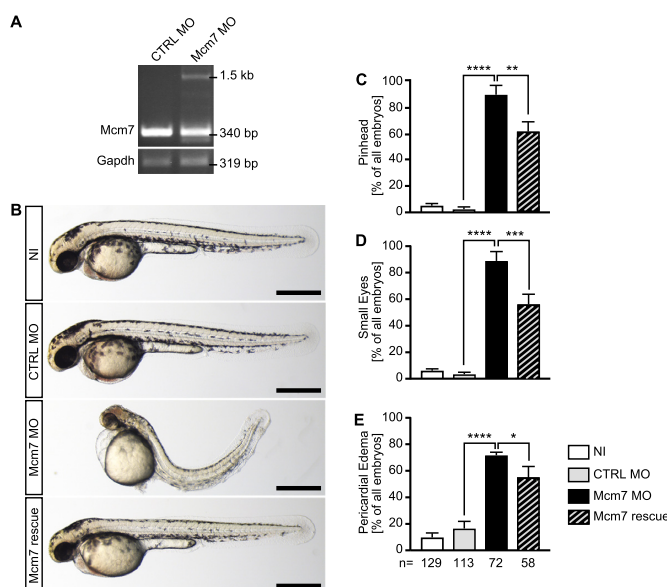 A
CTRL MO
Mcm7 MO
1.5 kb
Mcm7
340 bp
Gapdh
319 bp
B
NI
CTRL MO
Mcm7 MO
Mcm7 rescue
C
Pinhead
[% of all embryos]
100
80
60
40
20
0
****
**
D
Small Eyes
[% of all embryos]
100
80
60
40
20
0
****
***
E
Pericardial Edema
[% of all embryos]
100
80
60
40
20
0
****
*
n= 129 113 72 58
NI
CTRL MO
Mcm7 MO
Mcm7 rescue